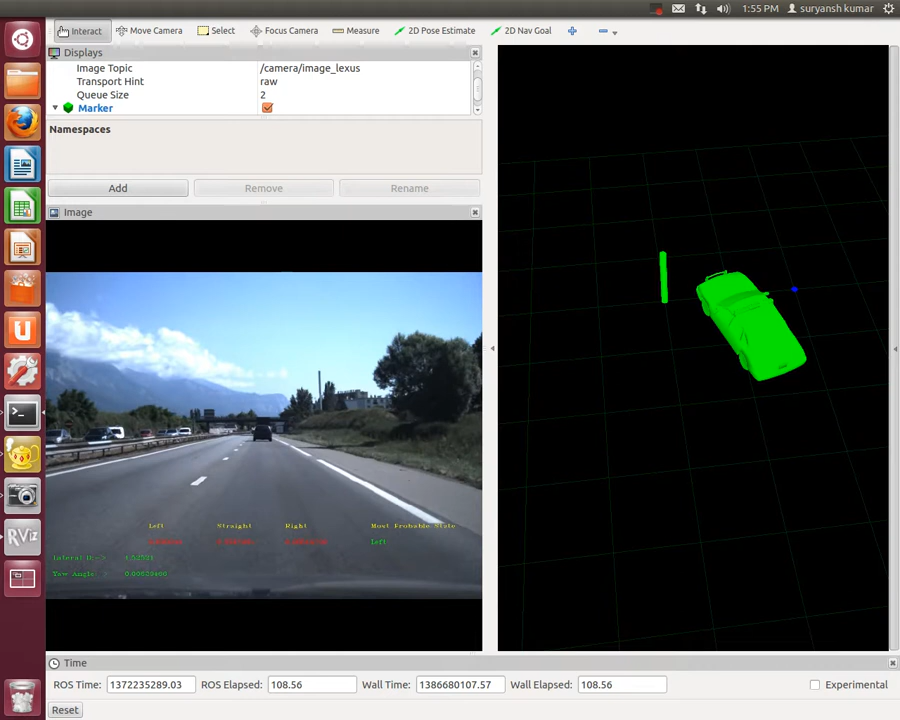 1:55 PM suryansh kumar
Interact Move Camera Select Focus Camera Measure 2D Pose Estimate 2D Nav Goal
Displays
Image Topic /camera/image_lexus
Transport Hint raw
Queue Size 2
Marker
Namespaces
Add Remove Rename
Image
Left Straight Right Most Probable State
Left
Yaw Angle
Time
ROS Time: 1372235289.03 ROS Elapsed: 108.56 Wall Time: 1386680107.57 Wall Elapsed: 108.56 Experimental
Reset
RViz